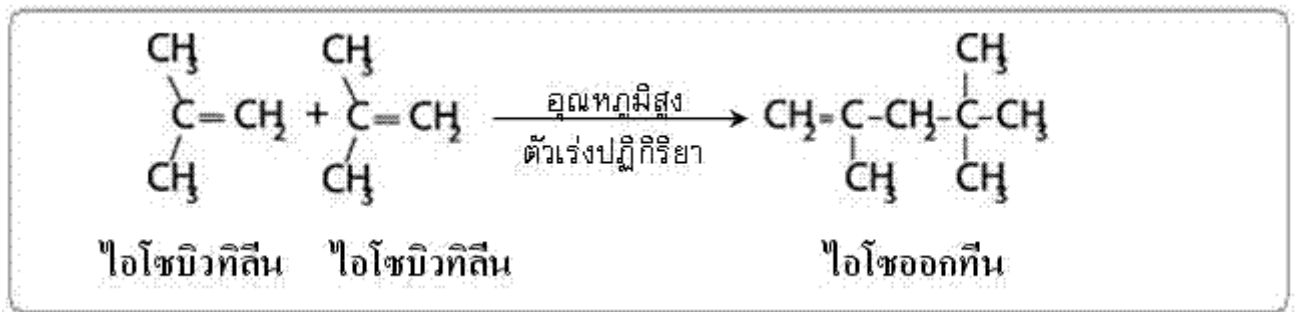 CH₃ CH₃ CH₃
C=CH₂ + C=CH₂ อุณหภูมิสูง CH₂=C-CH₂-C-CH₃
ตัวเร่งปฏิกิริยา
CH₃ CH₃ CH₃ CH₃
ไอโซบิวทิลีน ไอโซบิวทิลีน ไอโซออกทีน